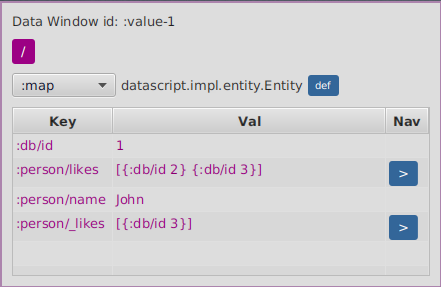 Data Window id: :value-1
/
:map datascript.impl.entity.Entity def
Key Val Nav
:db/id 1
:person/likes [{:db/id 2} {:db/id 3}] >
:person/name John
:person/_likes [{:db/id 3}] >